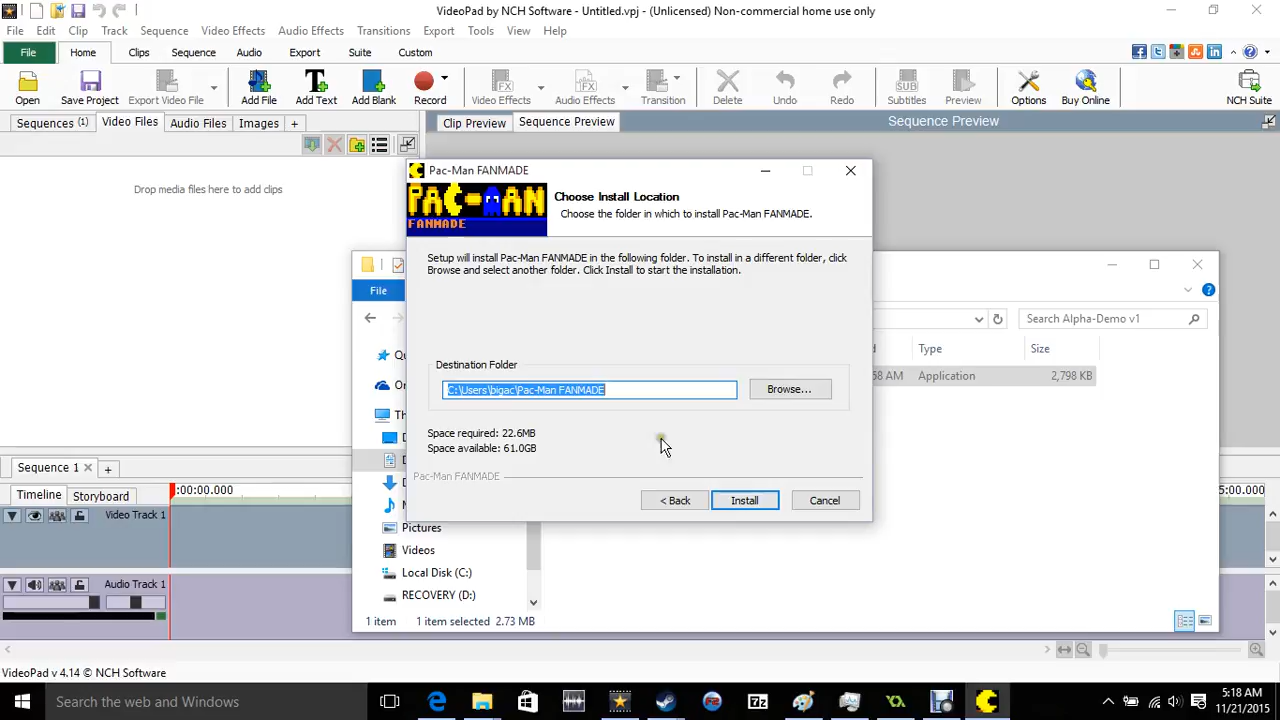 VideoPad by NCH Software - Untitled.vpj - (Unlicensed) Non-commercial home use only
File Edit Clip Track Sequence Video Effects Audio Effects Transitions Export Tools View Help
File Home Clips Sequence Audio Export Suite Custom
Open Save Project Export Video File Add File Add Text Add Blank Record Video Effects Audio Effects Transition Delete Undo Redo Subtitles Preview Options Buy Online NCH Suite
Sequences (1) Video Files Audio Files Images + Clip Preview Sequence Preview Sequence Preview
Drop media files here to add clips
Pac-Man FANMADE
PAC-MAN
FANMADE
Choose Install Location
Choose the folder in which to install Pac-Man FANMADE.
Setup will install Pac-Man FANMADE in the following folder. To install in a different folder, click
Browse and select another folder. Click Install to start the installation.
File
Search Alpha-Demo v1
Type Size
Destination Folder
C:\Users\bigac\Pac-Man FANMADE Browse...
58 AM Application 2,798 KB
Space required: 22.6MB
Space available: 61.0GB
Pac-Man FANMADE
< Back Install Cancel
Pictures
Videos
Local Disk (C:)
RECOVERY (D:)
1 item 1 item selected 2.73 MB
Sequence 1 +
Timeline Storyboard :00:00.000 5:00.000
Video Track 1
Audio Track 1
VideoPad v 4.14 © NCH Software
Search the web and Windows
5:18 AM
11/21/2015